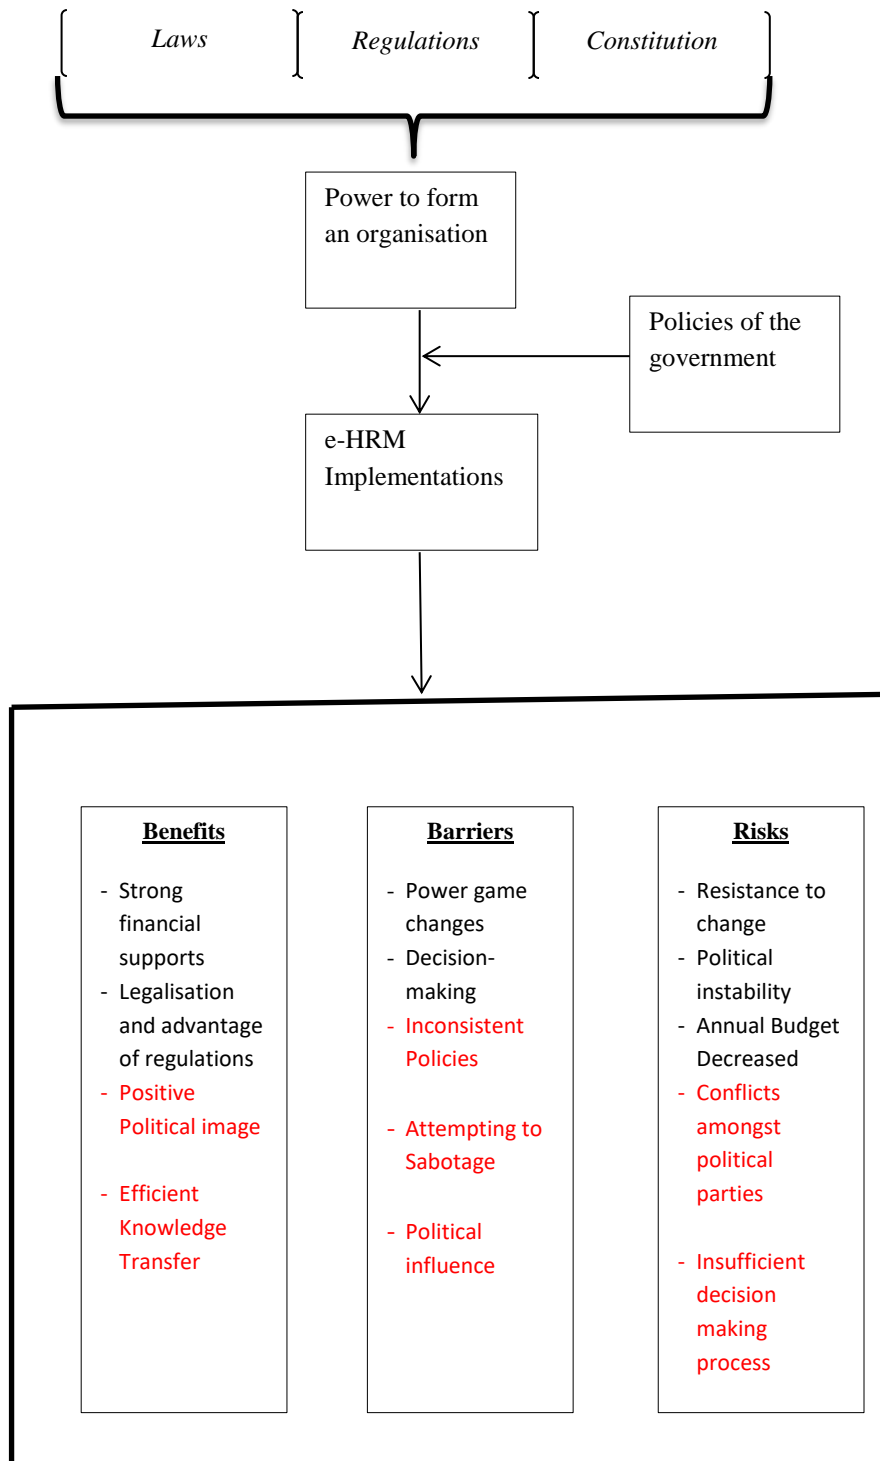 Laws Regulations Constitution
Power to form
an organisation
Policies of the
government
e-HRM
Implementations
Benefits
- Strong
financial
supports
- Legalisation
and advantage
of regulations
- Positive
Political image
- Efficient
Knowledge
Transfer
Barriers
- Power game
changes
- Decision-
making
- Inconsistent
Policies
- Attempting to
Sabotage
- Political
influence
Risks
- Resistance to
change
- Political
instability
- Annual Budget
Decreased
- Conflicts
amongst
political
parties
- Insufficient
decision
making
process